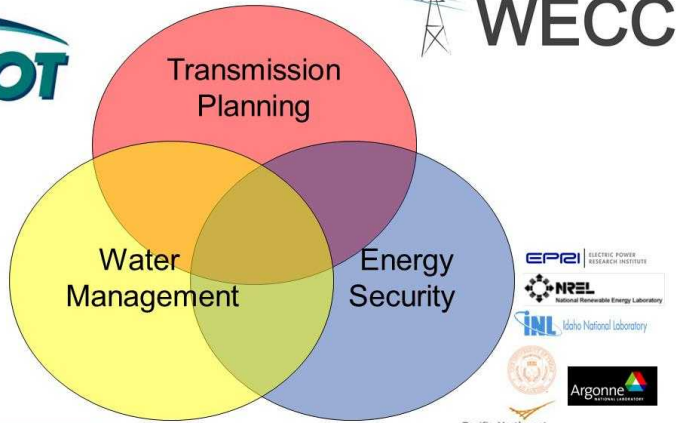 WECC
OT
Transmission
Planning
Water
Management
Energy
Security
EPRI ELECTRIC POWER
RESEARCH INSTITUTE
NREL
National Renewable Energy Laboratory
INL Idaho National Laboratory
Argonne
NATIONAL LABORATORY